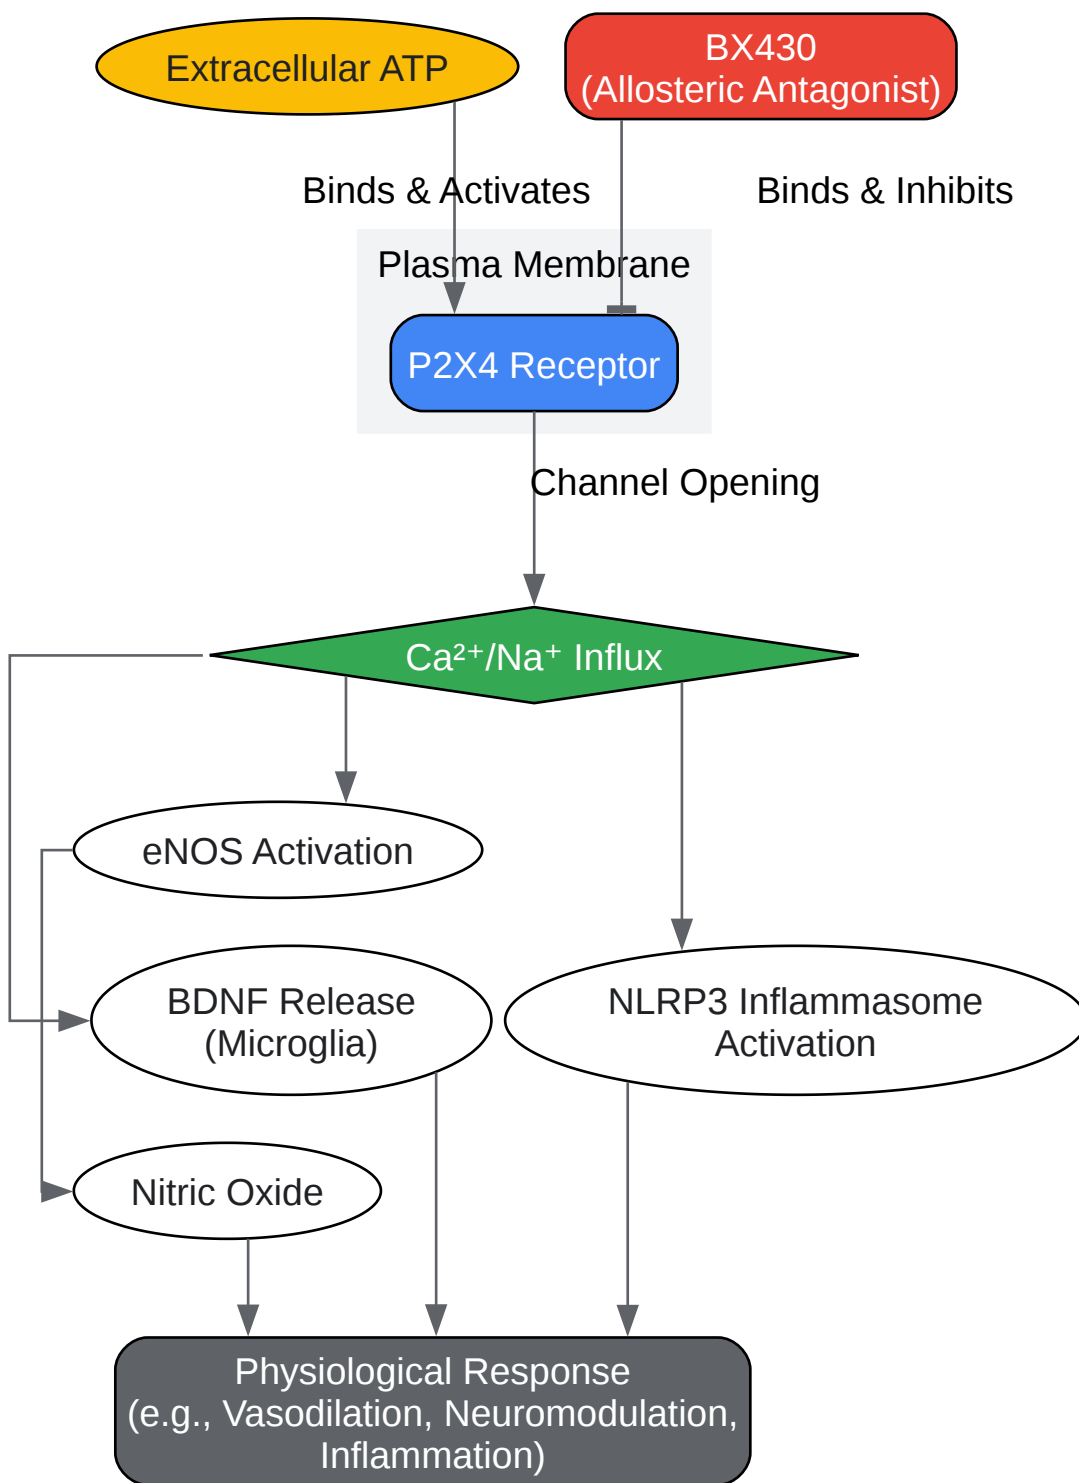 Extracellular ATP
BX430
(Allosteric Antagonist)
Binds & Activates
Binds & Inhibits
Plasma Membrane
P2X4 Receptor
Channel Opening
Ca²⁺/Na⁺ Influx
eNOS Activation
BDNF Release
(Microglia)
NLRP3 Inflammasome
Activation
Nitric Oxide
Physiological Response
(e.g., Vasodilation, Neuromodulation,
Inflammation)